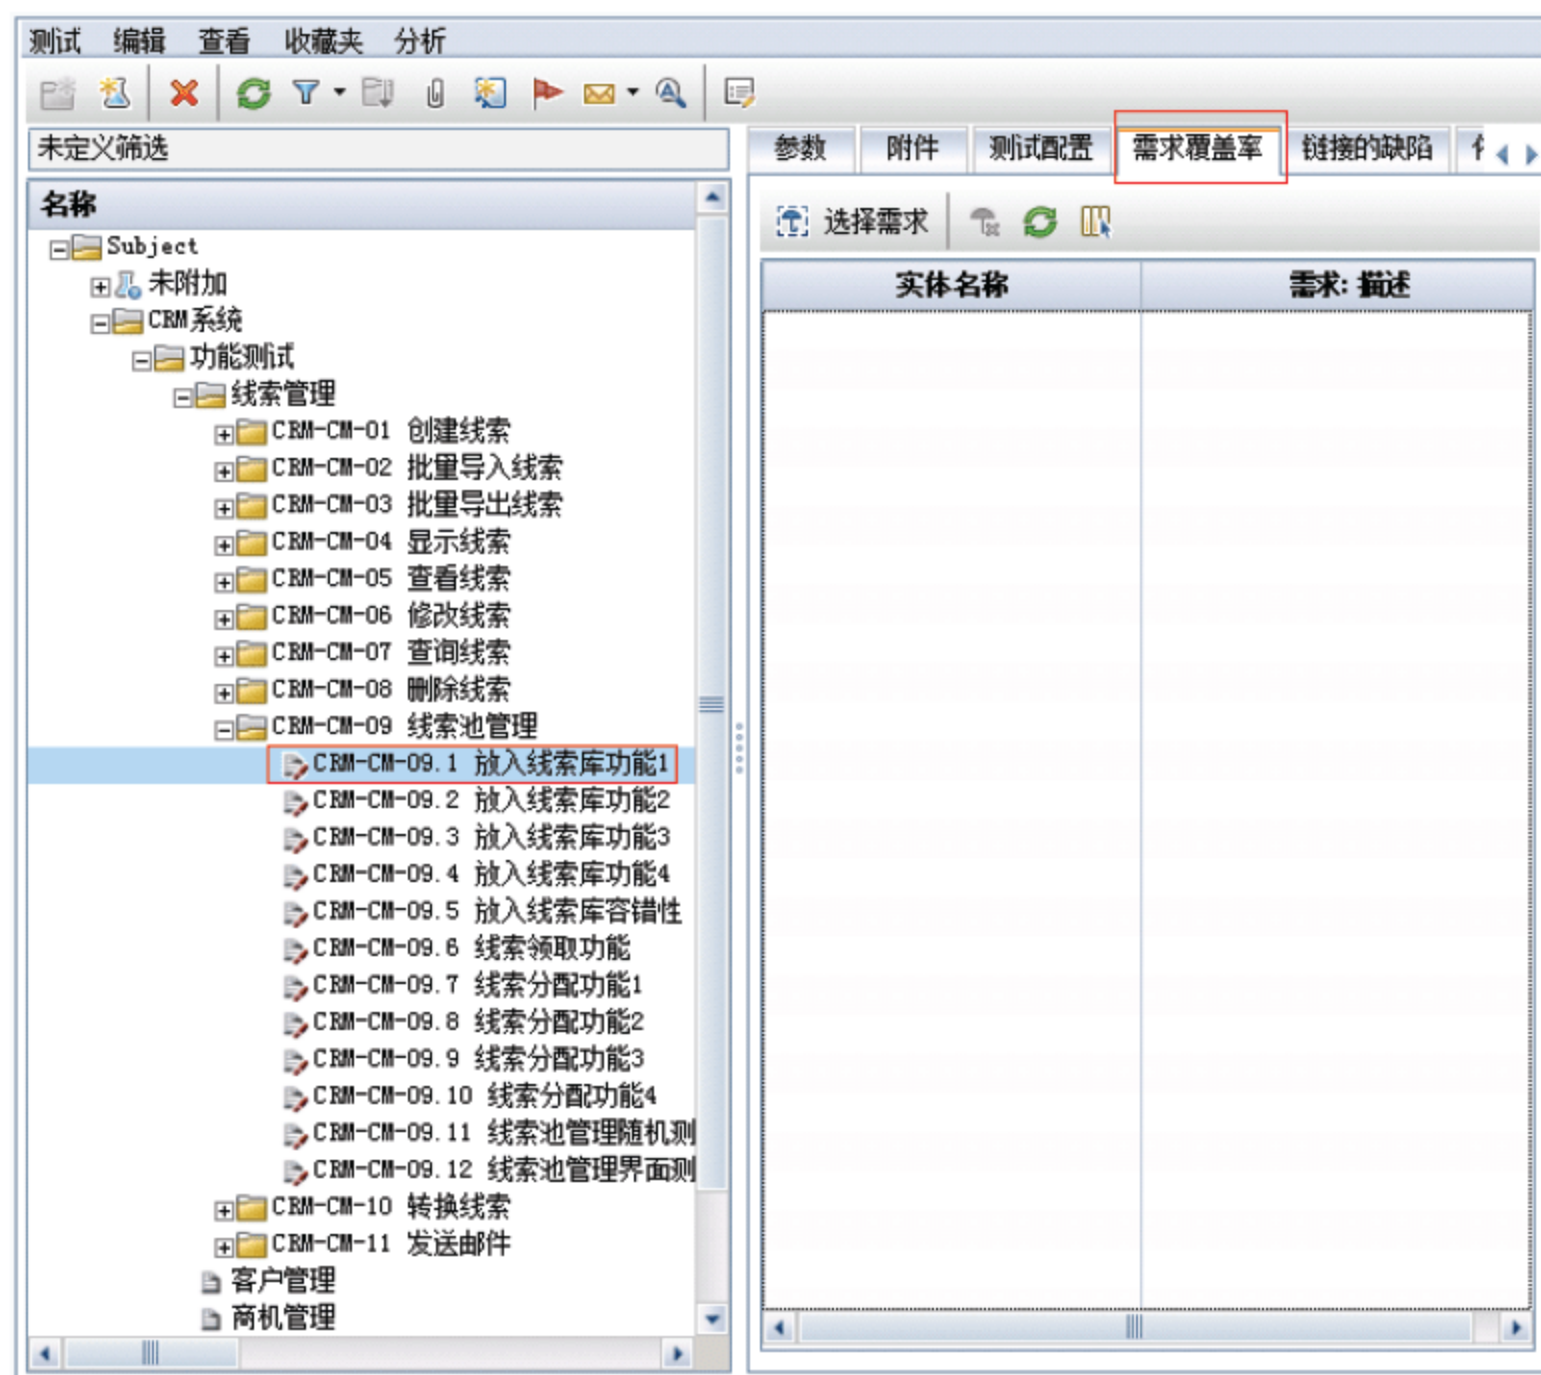 测试 编辑 查看 收藏夹 分析
未定义筛选
名称
Subject
未附加
CRM系统
功能测试
线索管理
CRM-CM-01 创建线索
CRM-CM-02 批量导入线索
CRM-CM-03 批量导出线索
CRM-CM-04 显示线索
CRM-CM-05 查看线索
CRM-CM-06 修改线索
CRM-CM-07 查询线索
CRM-CM-08 删除线索
CRM-CM-09 线索池管理
CRM-CM-09.1 放入线索库功能1
CRM-CM-09.2 放入线索库功能2
CRM-CM-09.3 放入线索库功能3
CRM-CM-09.4 放入线索库功能4
CRM-CM-09.5 放入线索库容错性
CRM-CM-09.6 线索领取功能
CRM-CM-09.7 线索分配功能1
CRM-CM-09.8 线索分配功能2
CRM-CM-09.9 线索分配功能3
CRM-CM-09.10 线索分配功能4
CRM-CM-09.11 线索池管理随机测
CRM-CM-09.12 线索池管理界面测
CRM-CM-10 转换线索
CRM-CM-11 发送邮件
客户管理
商机管理
参数 附件 测试配置 需求覆盖率 链接的缺陷
选择需求
实体名称 需求: 描述